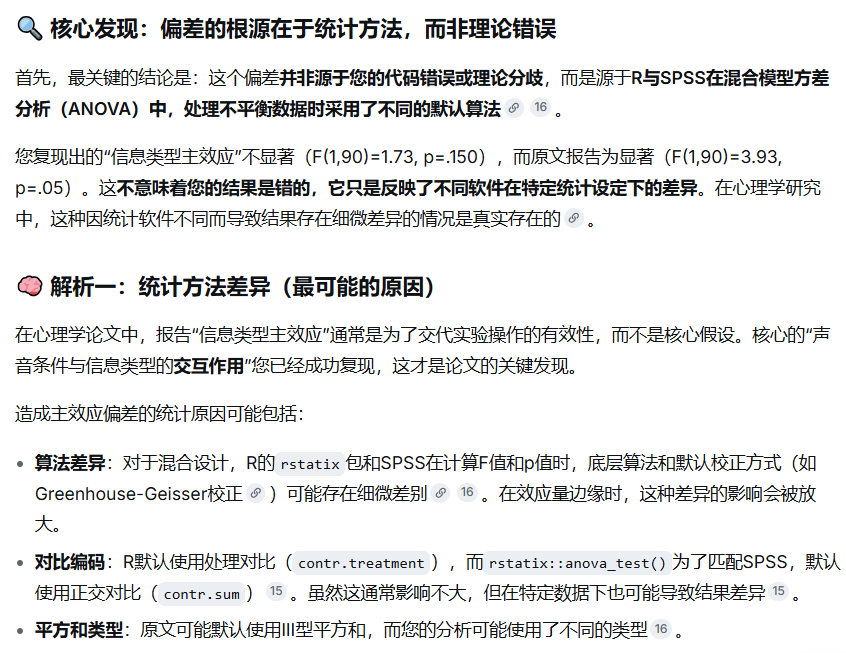 🔍 核心发现：偏差的根源在于统计方法，而非理论错误
首先，最关键的结论是：这个偏差并非源于您的代码错误或理论分歧，而是源于R与SPSS在混合模型方差
分析（ANOVA）中，处理不平衡数据时采用了不同的默认算法 16 。
您复现出的“信息类型主效应”不显著（F(1,90)=1.73, p=.150），而原文报告为显著（F(1,90)=3.93,
p=.05）。这不意味着您的结果是错的，它只是反映了不同软件在特定统计设定下的差异。在心理学研究
中，这种因统计软件不同而导致结果存在细微差异的情况是真实存在的 。
🧠 解析一：统计方法差异（最可能的原因）
在心理学论文中，报告“信息类型主效应”通常是为了交代实验操作的有效性，而不是核心假设。核心的“声
音条件与信息类型的交互作用”您已经成功复现，这才是论文的关键发现。
造成主效应偏差的统计原因可能包括：
• 算法差异：对于混合设计，R的 rstatix 包和SPSS在计算F值和p值时，底层算法和默认校正方式（如
Greenhouse-Geisser校正 ）可能存在细微差别 16 。在效应量边缘时，这种差异的影响会被放
大。
• 对比编码：R默认使用处理对比（ contr.treatment ），而 rstatix::anova_test() 为了匹配SPSS，默认
使用正交对比（ contr.sum ） 15 。虽然这通常影响不大，但在特定数据下也可能导致结果差异 15 。
• 平方和类型：原文可能默认使用III型平方和，而您的分析可能使用了不同的类型 16 。